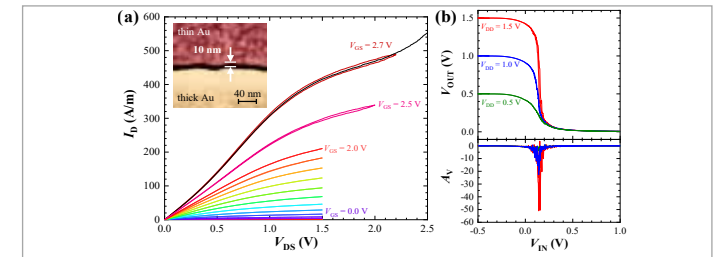 (a)
600
500
400
300
200
100
0
I_D (A/m)
0.0
0.5
1.0
1.5
2.0
2.5
V_DS (V)
thin Au
10 nm
thick Au
40 nm
V_GS = 2.7 V
V_GS = 2.5 V
V_GS = 2.0 V
V_GS = 0.0 V
(b)
1.5
1.0
0.5
0.0
V_OUT (V)
V_DD = 1.5 V
V_DD = 1.0 V
V_DD = 0.5 V
0
-10
-20
-30
-40
-50
-60
A_V
-0.5
0.0
0.5
1.0
V_IN (V)